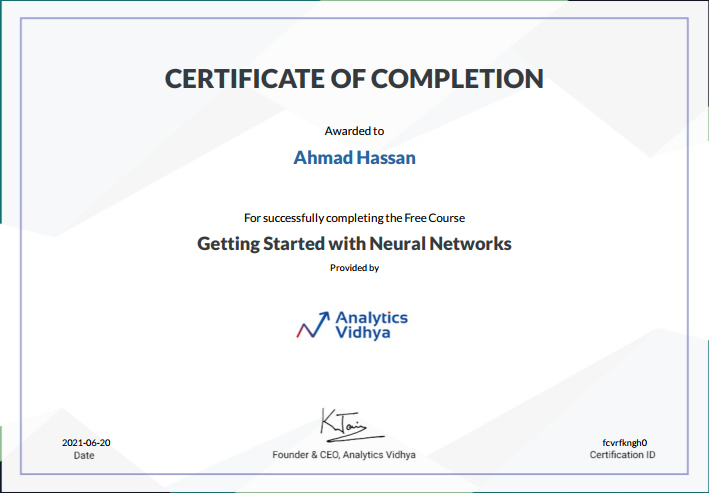 CERTIFICATE OF COMPLETION
Awarded to
Ahmad Hassan
For successfully completing the Free Course
Getting Started with Neural Networks
Provided by
Analytics
Vidhya
KJain
2021-06-20
Date
Founder & CEO, Analytics Vidhya
fcvrfkngh0
Certification ID